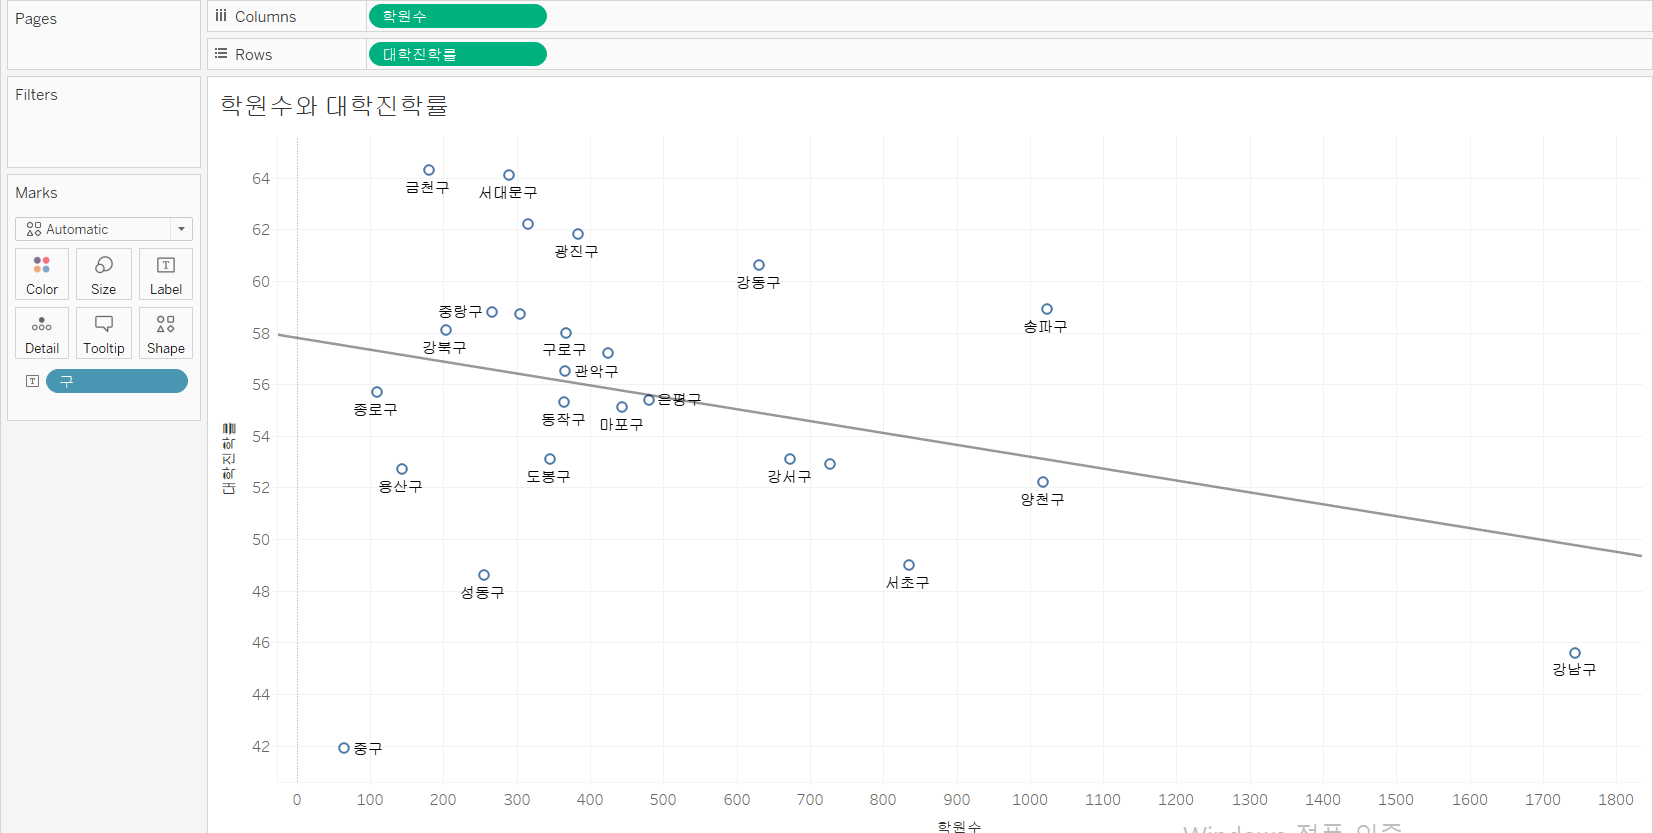 Pages
Columns
학원수
Rows
대학진학률
Filters
Marks
Automatic
Color
Size
Label
Detail
Tooltip
Shape
구
학원수와 대학진학률
대학진학률
64
62
60
58
56
54
52
50
48
46
44
42
금천구
서대문구
광진구
강동구
중랑구
송파구
강북구
구로구
관악구
종로구
은평구
동작구
마포구
용산구
도봉구
강서구
양천구
성동구
서초구
강남구
중구
0 100 200 300 400 500 600 700 800 900 1000 1100 1200 1300 1400 1500 1600 1700 1800
학원수
Windows 정품 인증